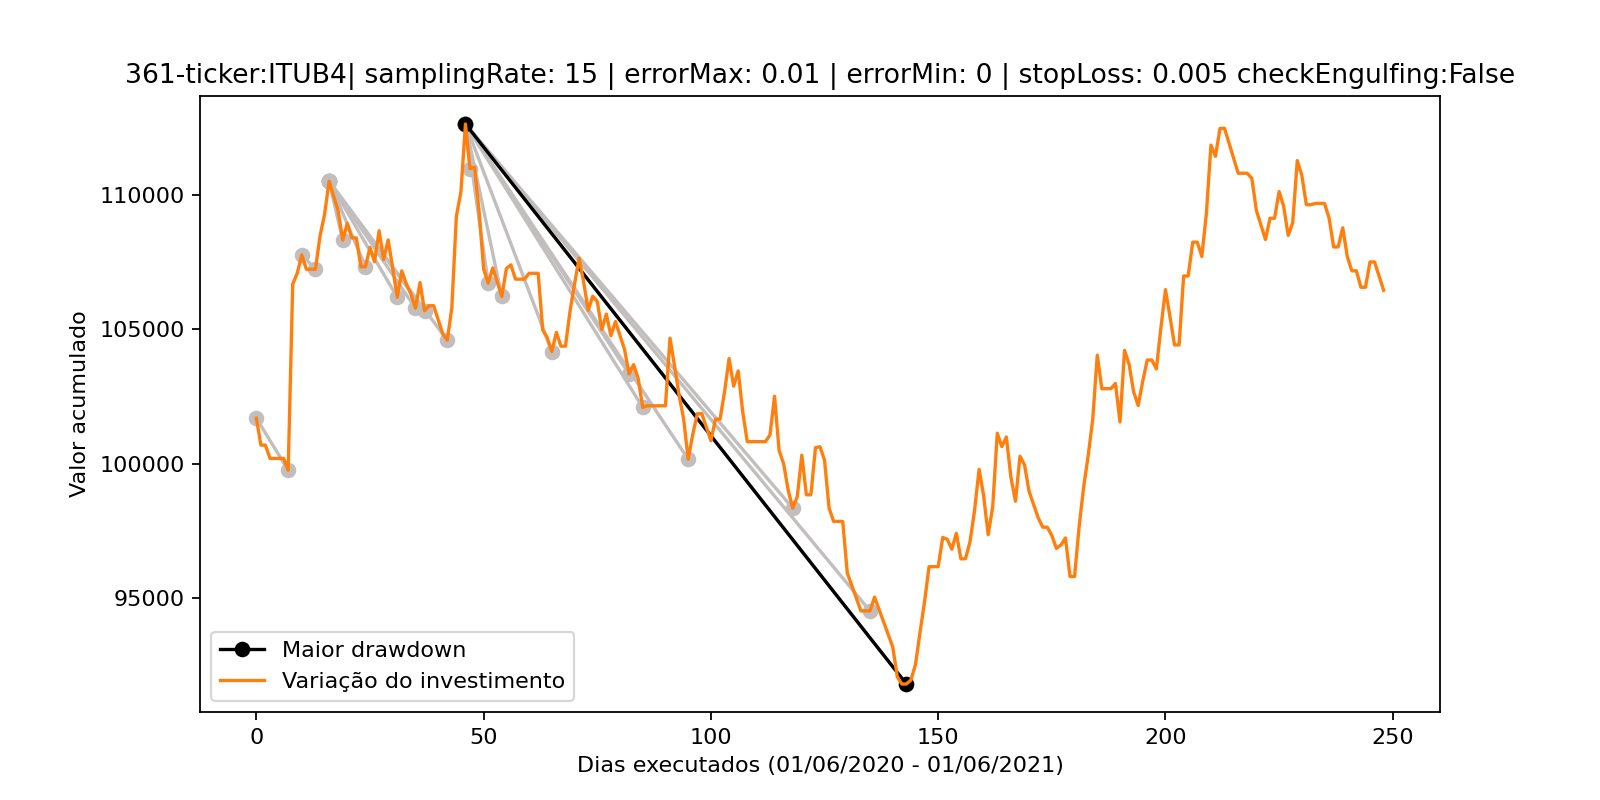 361-ticker:ITUB4| samplingRate: 15 | errorMax: 0.01 | errorMin: 0 | stopLoss: 0.005 checkEngulfing:False
Valor acumulado
110000
105000
100000
95000
Maior drawdown
Variação do investimento
0 50 100 150 200 250
Dias executados (01/06/2020 - 01/06/2021)